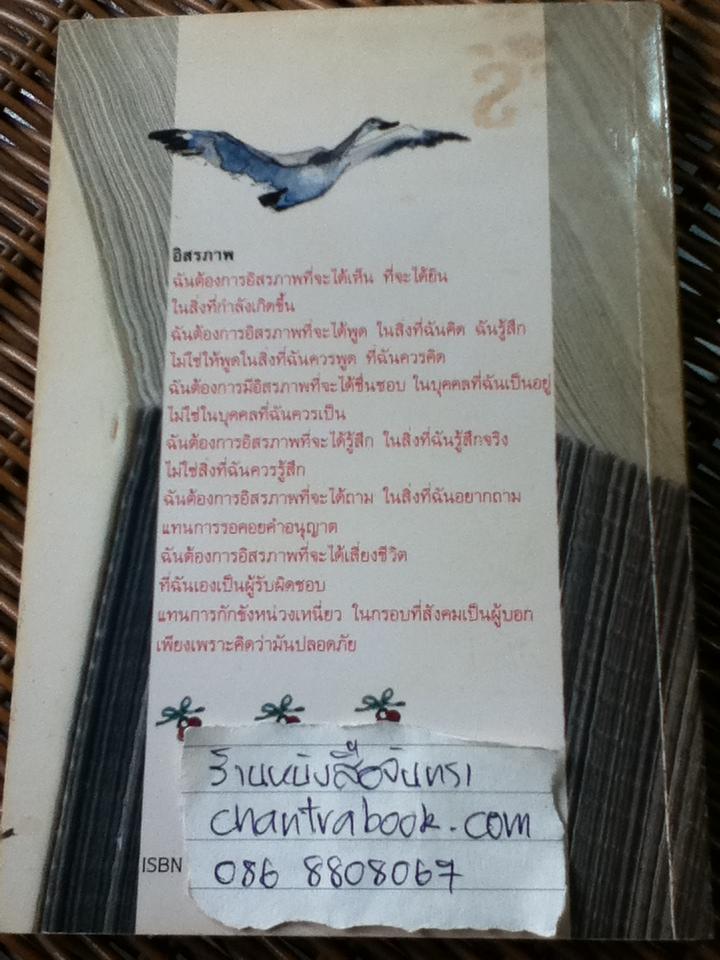 อิสรภาพ
ฉันต้องการอิสรภาพที่จะได้เห็น ที่จะได้ยิน
ในสิ่งที่กำลังเกิดขึ้น
ฉันต้องการอิสรภาพที่จะได้พูด ในสิ่งที่ฉันคิด ฉันรู้สึก
ไม่ใช่ให้พูดในสิ่งที่ฉันควรพูด ที่ฉันควรคิด
ฉันต้องการมีอิสรภาพที่จะได้ชื่นชอบ ในบุคคลที่ฉันเป็นอยู่
ไม่ใช่ในบุคคลที่ฉันควรเป็น
ฉันต้องการอิสรภาพที่จะได้รู้สึก ในสิ่งที่ฉันรู้สึกจริง
ไม่ใช่สิ่งที่ฉันควรรู้สึก
ฉันต้องการอิสรภาพที่จะได้ถาม ในสิ่งที่ฉันอยากถาม
แทนการรอคอยคำอนุญาต
ฉันต้องการอิสรภาพที่จะได้เสี่ยงชีวิต
ที่ฉันเองเป็นผู้รับผิดชอบ
แทนการกักขังหน่วงเหนี่ยว ในกรอบที่สังคมเป็นผู้บอก
เพียงเพราะคิดว่ามันปลอดภัย
ร้านหนังสือจันทรา
chantrabook.com
ISBN 086 8808067